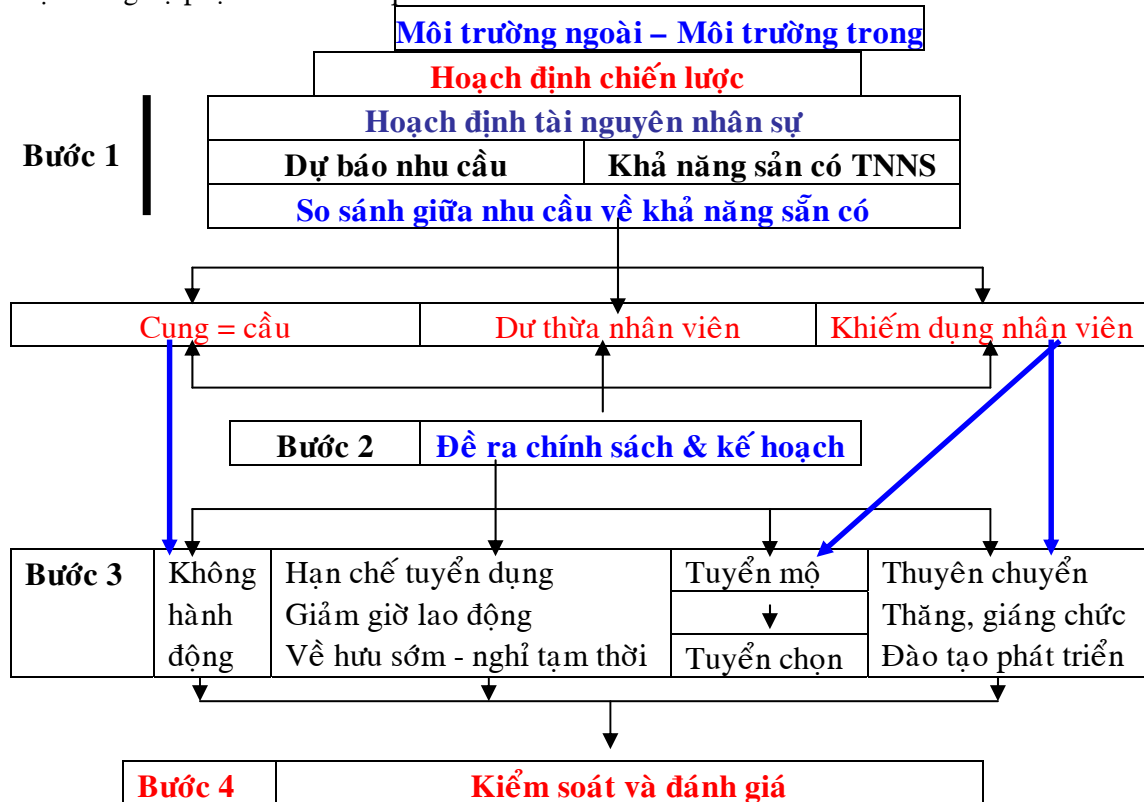 Môi trường ngoài – Môi trường trong
Hoạch định chiến lược
Hoạch định tài nguyên nhân sự
Bước 1
Dự báo nhu cầu
Khả năng sản có TNNS
So sánh giữa nhu cầu về khả năng sẵn có
Cung = cầu
Dư thừa nhân viên
Khiếm dụng nhân viên
Bước 2
Đề ra chính sách & kế hoạch
Bước 3
Không
hành
động
Hạn chế tuyển dụng
Giảm giờ lao động
Về hưu sớm - nghỉ tạm thời
Tuyển mộ
Tuyển chọn
Thuyên chuyển
Thăng, giáng chức
Đào tạo phát triển
Bước 4
Kiểm soát và đánh giá